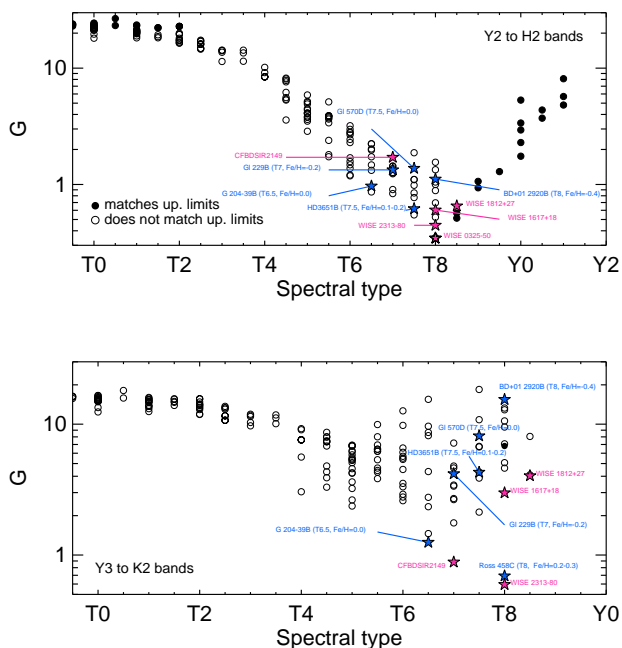 Y2 to H2 bands
10
Gl 570D (T7.5, Fe/H=0.0)
G
CFBDSIR2149
Gl 229B (T7, Fe/H=-0.2)
1
G 204-39B (T6.5, Fe/H=0.0)
BD+01 2920B (T8, Fe/H=-0.4)
matches up. limits
does not match up. limits
HD3651B (T7.5, Fe/H=0.1-0.2)
WISE 1812+27
WISE 1617+18
WISE 2313-80
WISE 0325-50
T0 T2 T4 T6 T8 Y0 Y2
Spectral type
BD+01 2920B (T8, Fe/H=-0.4)
10
Gl 570D (T7.5, Fe/H=0.0)
HD3651B (T7.5, Fe/H=0.1-0.2)
WISE 1812+27
G
WISE 1617+18
G 204-39B (T6.5, Fe/H=0.0)
Gl 229B (T7, Fe/H=-0.2)
1
Y3 to K2 bands
CFBDSIR2149
Ross 458C (T8, Fe/H=0.2-0.3)
WISE 2313-80
T0 T2 T4 T6 T8 Y0
Spectral type